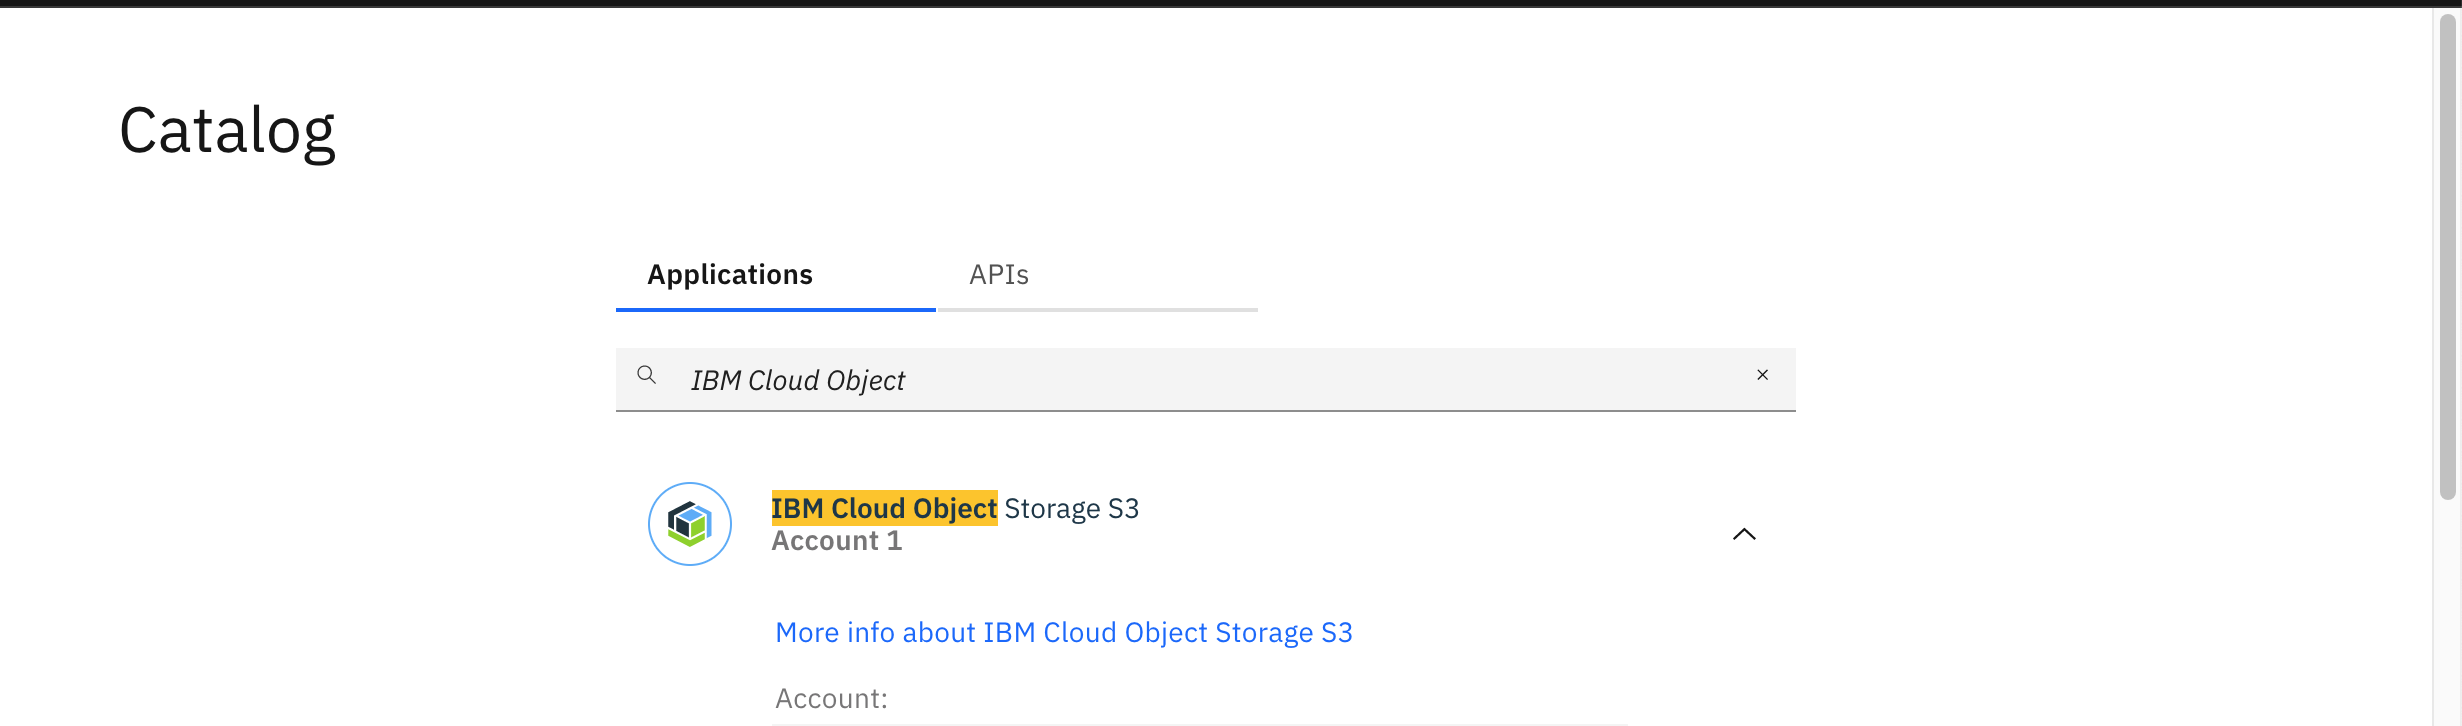 Catalog
Applications
APIs
IBM Cloud Object
IBM Cloud Object Storage S3
Account 1
More info about IBM Cloud Object Storage S3
Account: